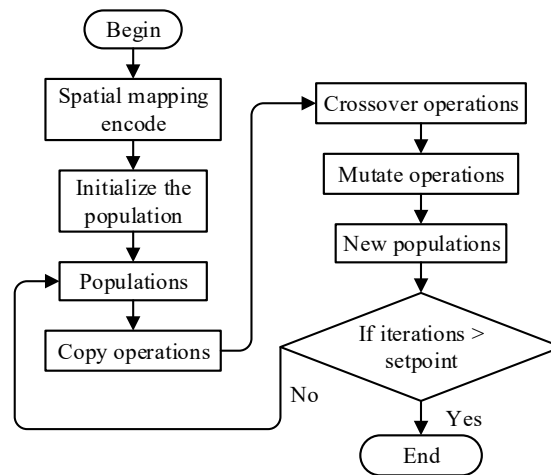 Begin
Spatial mapping
encode
Initialize the
population
Populations
Copy operations
Crossover operations
Mutate operations
New populations
If iterations >
setpoint
No
Yes
End